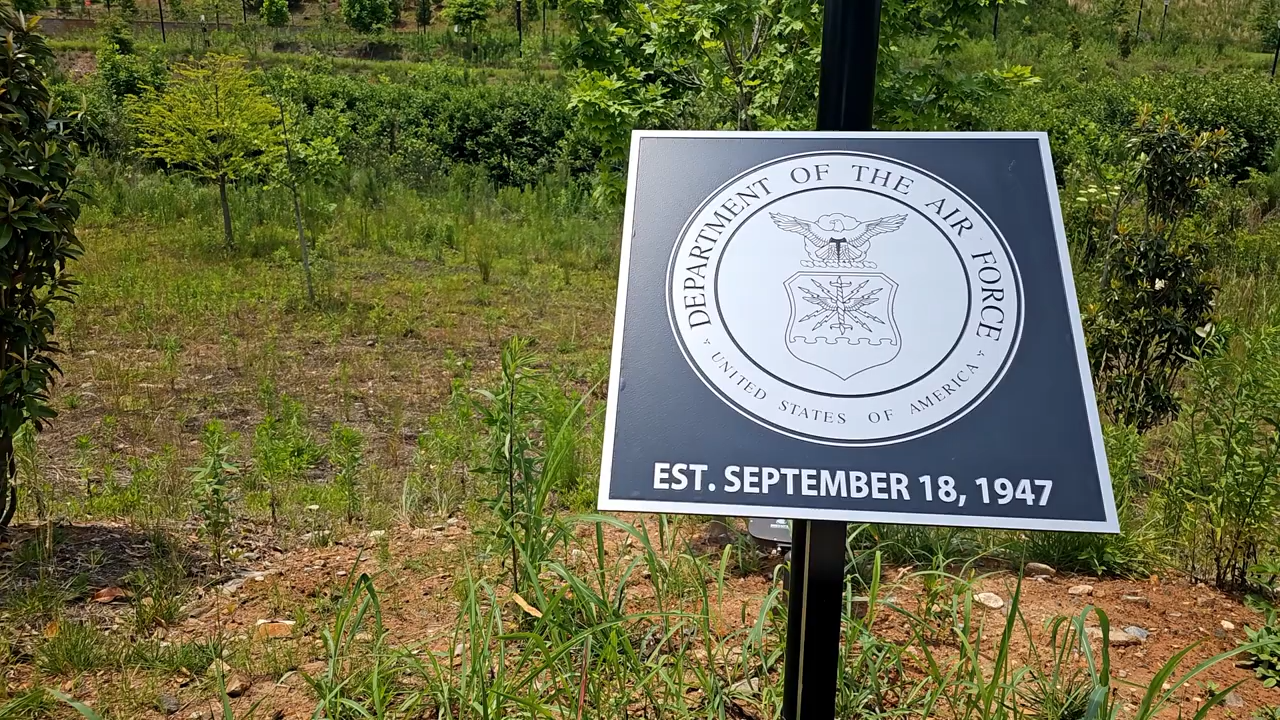 DEPARTMENT OF THE AIR FORCE
UNITED STATES OF AMERICA
EST. SEPTEMBER 18, 1947